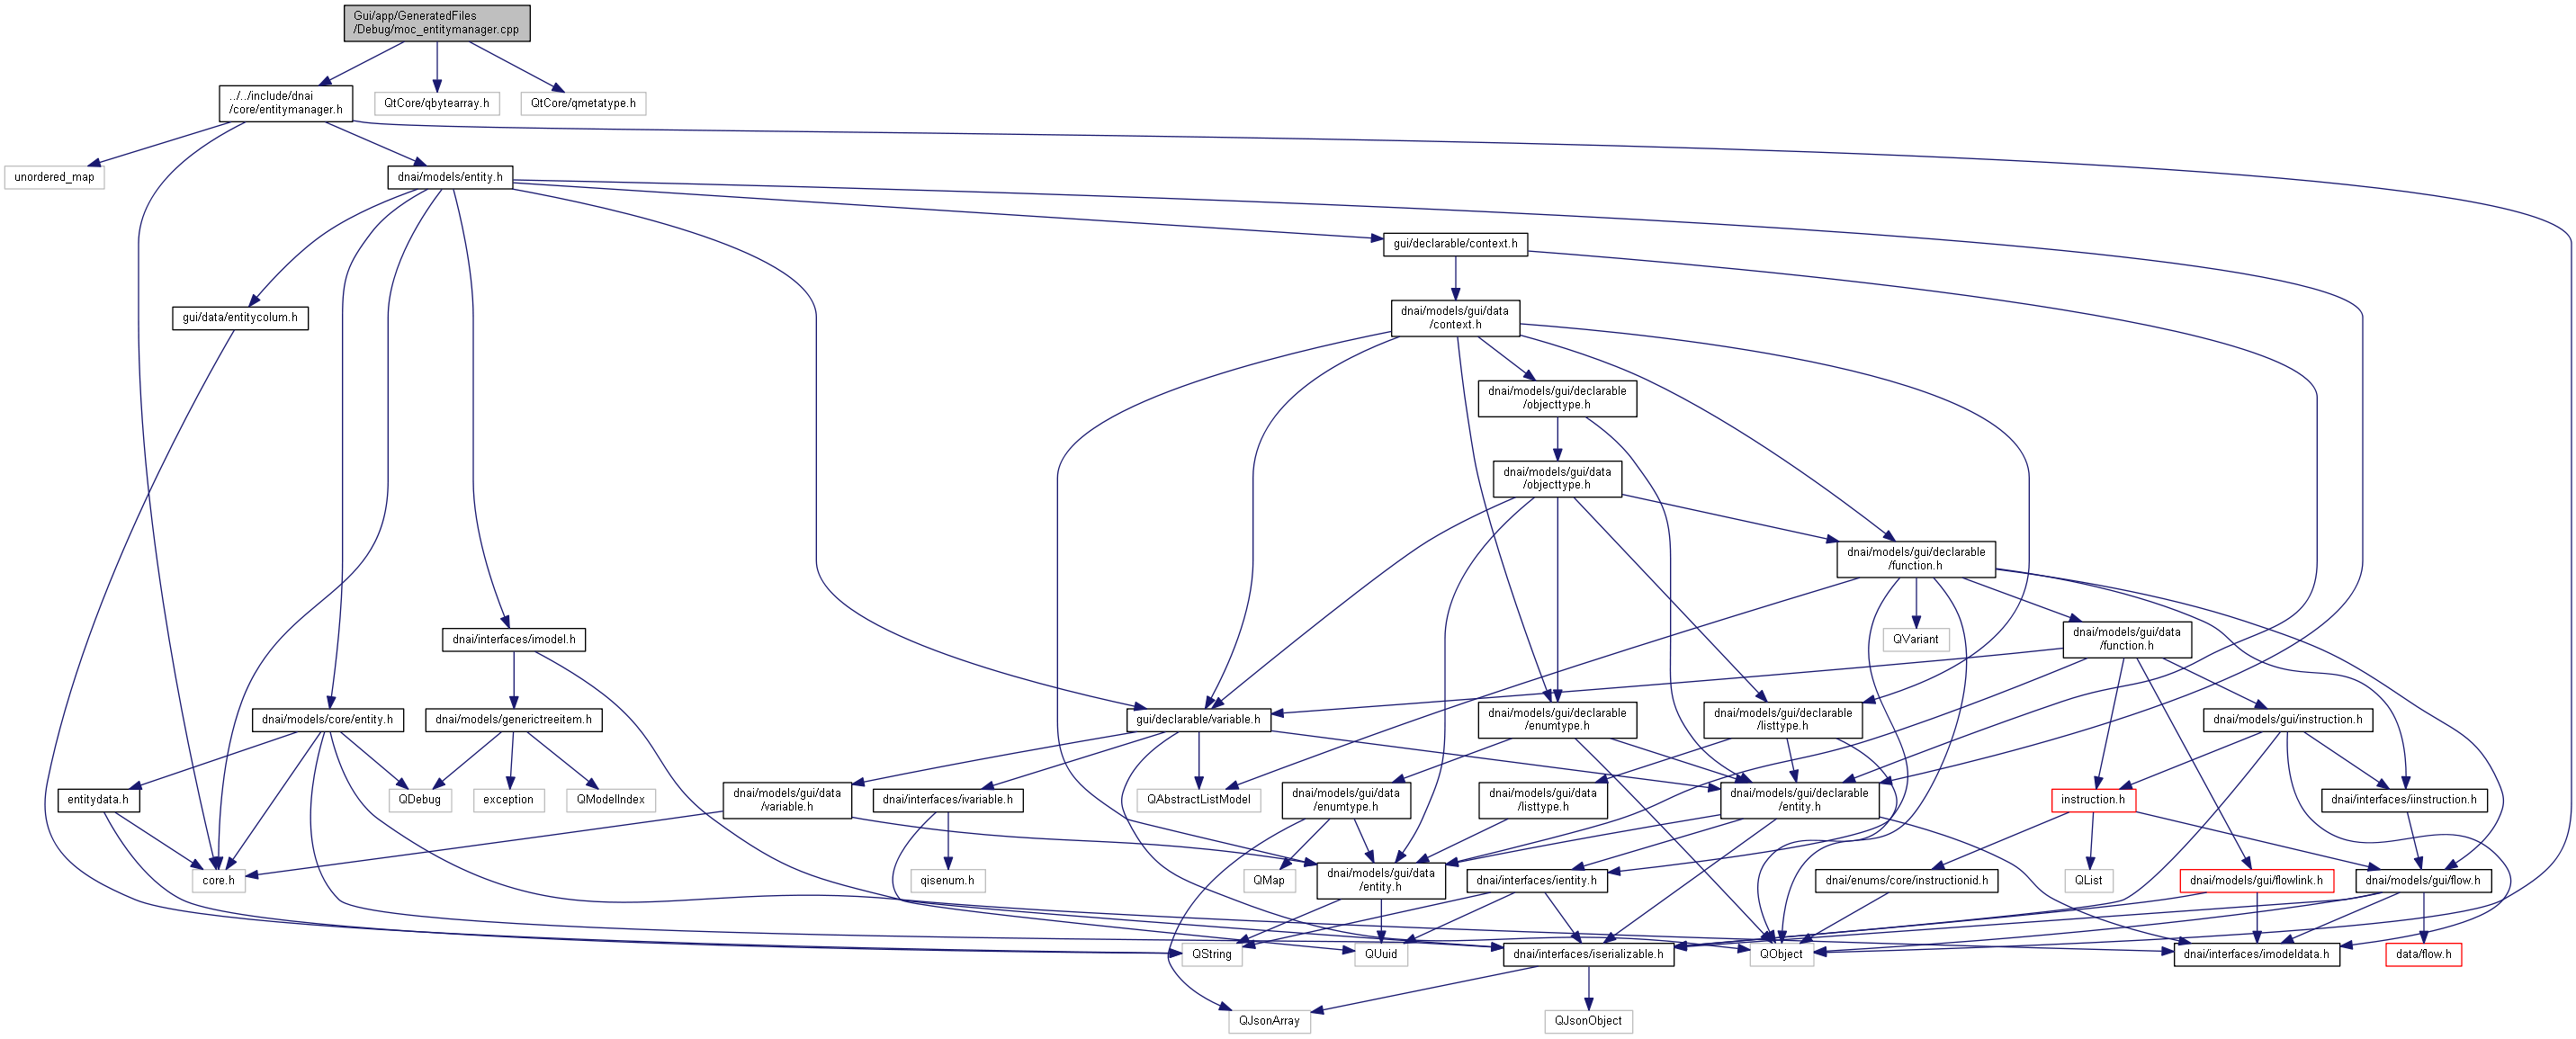 Gui/app/GeneratedFiles
/Debug/moc_entitymanager.cpp
../../include/dnai
/core/entitymanager.h
QtCore/qbytearray.h
QtCore/qmetatype.h
unordered_map
dnai/models/entity.h
gui/declarable/context.h
gui/data/entitycolum.h
dnai/models/gui/data
/context.h
dnai/models/gui/declarable
/objecttype.h
dnai/models/gui/data
/objecttype.h
dnai/models/gui/declarable
/function.h
dnai/interfaces/imodel.h
QVariant
dnai/models/gui/data
/function.h
dnai/models/core/entity.h
dnai/models/generictreeitem.h
gui/declarable/variable.h
dnai/models/gui/declarable
/enumtype.h
dnai/models/gui/declarable
/listtype.h
dnai/models/gui/instruction.h
entitydata.h
QDebug
exception
QModelIndex
dnai/models/gui/data
/variable.h
dnai/interfaces/ivariable.h
QAbstractListModel
dnai/models/gui/data
/enumtype.h
dnai/models/gui/data
/listtype.h
dnai/models/gui/declarable
/entity.h
instruction.h
dnai/interfaces/iinstruction.h
core.h
qisenum.h
QMap
dnai/models/gui/data
/entity.h
dnai/interfaces/ientity.h
dnai/enums/core/instructionid.h
QList
dnai/models/gui/flowlink.h
dnai/models/gui/flow.h
QString
QUuid
dnai/interfaces/iserializable.h
QObject
dnai/interfaces/imodeldata.h
data/flow.h
QJsonArray
QJsonObject